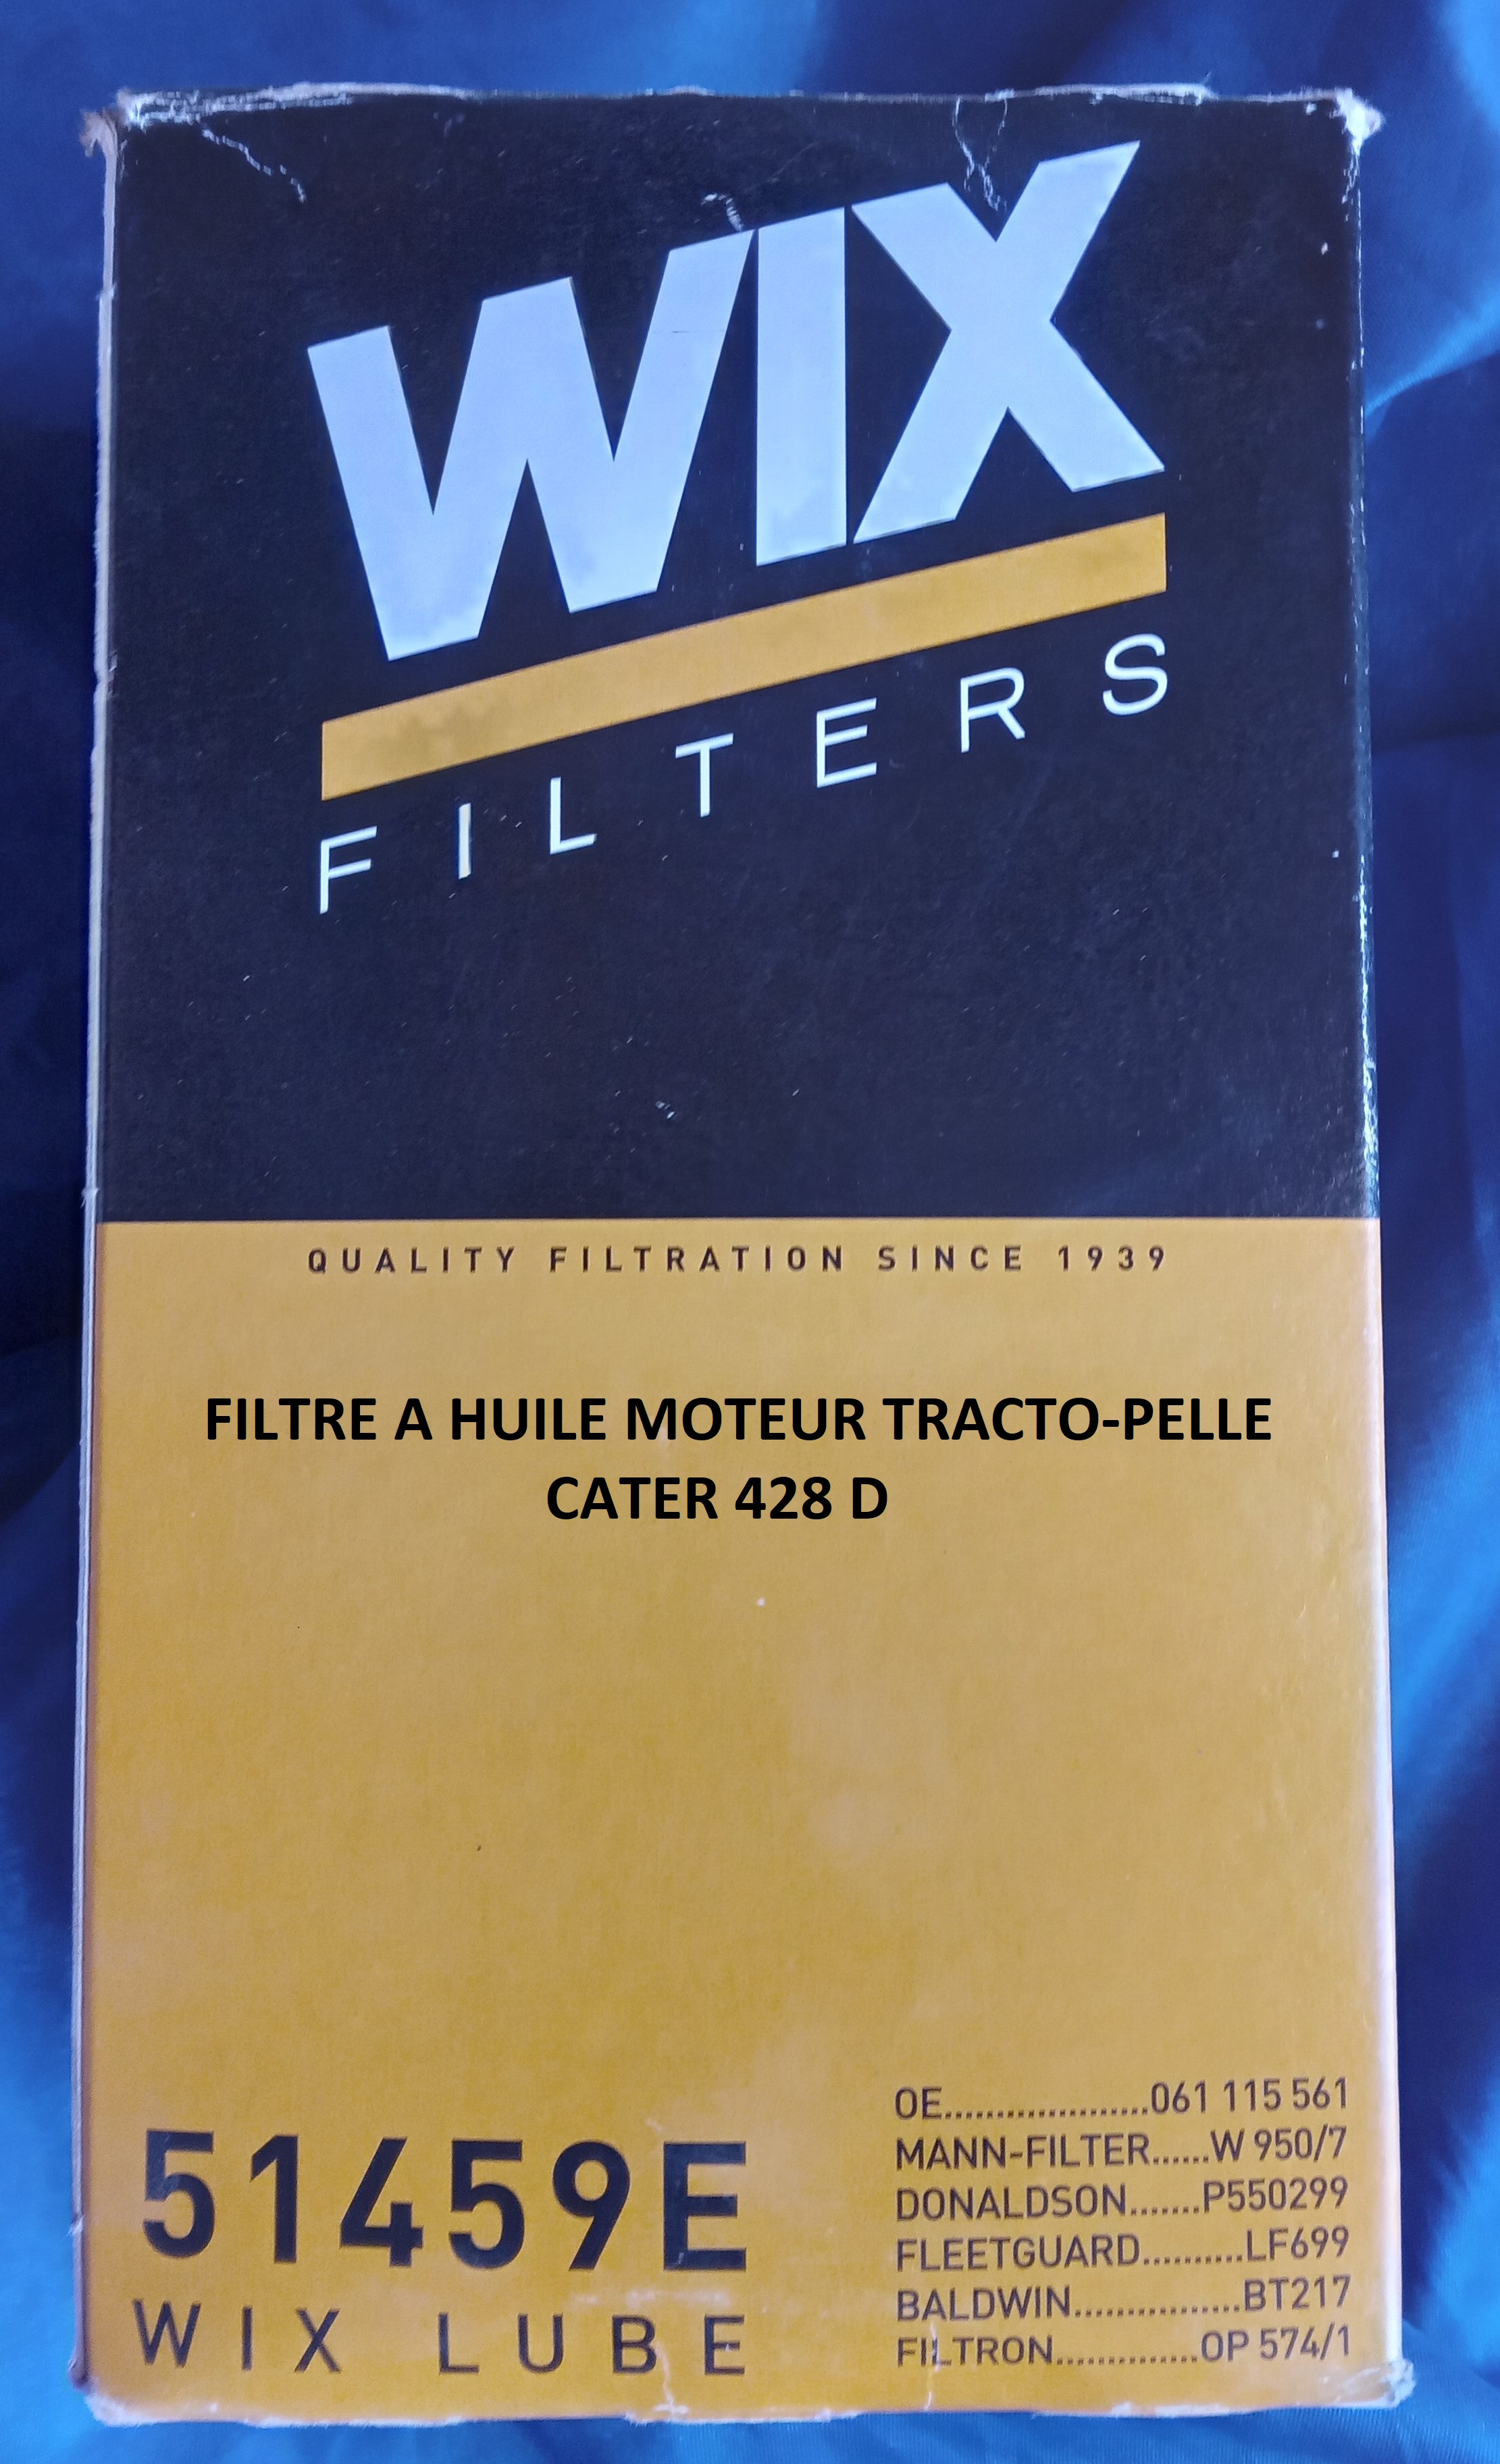 WIX
FILTERS
QUALITY FILTRATION SINCE 1939
FILTRE A HUILE MOTEUR TRACTO-PELLE
CATER 428 D
51459E
WIX LUBE
OE....................061 115 561
MANN-FILTER......W 950/7
DONALDSON.......P550299
FLEETGUARD..........LF699
BALDWIN................BT217
FILTRON..............OP 574/1